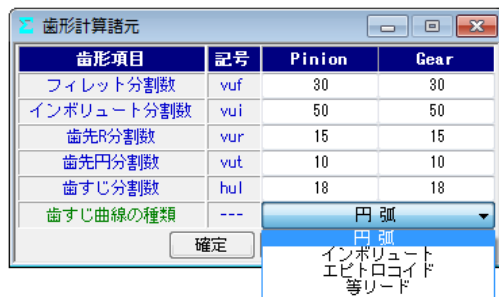 Σ 歯形計算諸元
歯形項目 記号 Pinion Gear
フィレット分割数 vuf 30 30
インボリュート分割数 vui 50 50
歯先R分割数 vur 15 15
歯先円分割数 vut 10 10
歯すじ分割数 hul 18 18
歯すじ曲線の種類 --- 円 弧
確定
円 弧
インボリュート
エピトロコイド
等リード